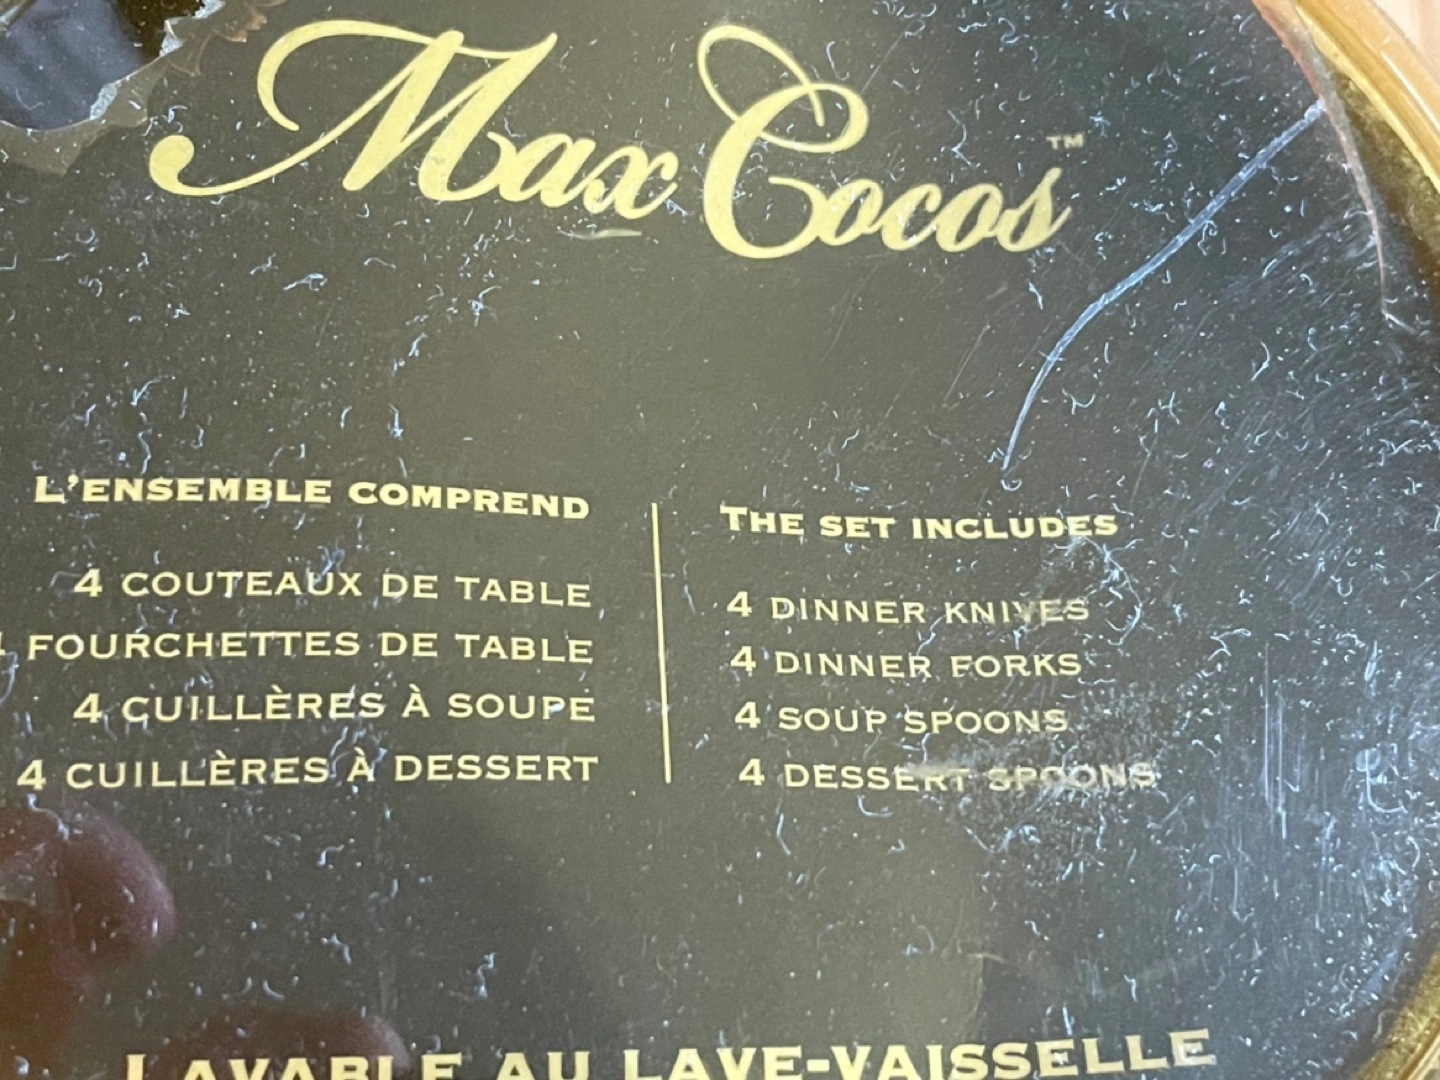 Max Cocos™
L'ENSEMBLE COMPREND
4 COUTEAUX DE TABLE
4 FOURCHETTES DE TABLE
4 CUILLÈRES À SOUPE
4 CUILLÈRES À DESSERT
THE SET INCLUDES
4 DINNER KNIVES
4 DINNER FORKS
4 SOUP SPOONS
4 DESSERT SPOONS
LAVABLE AU LAVE-VAISSELLE